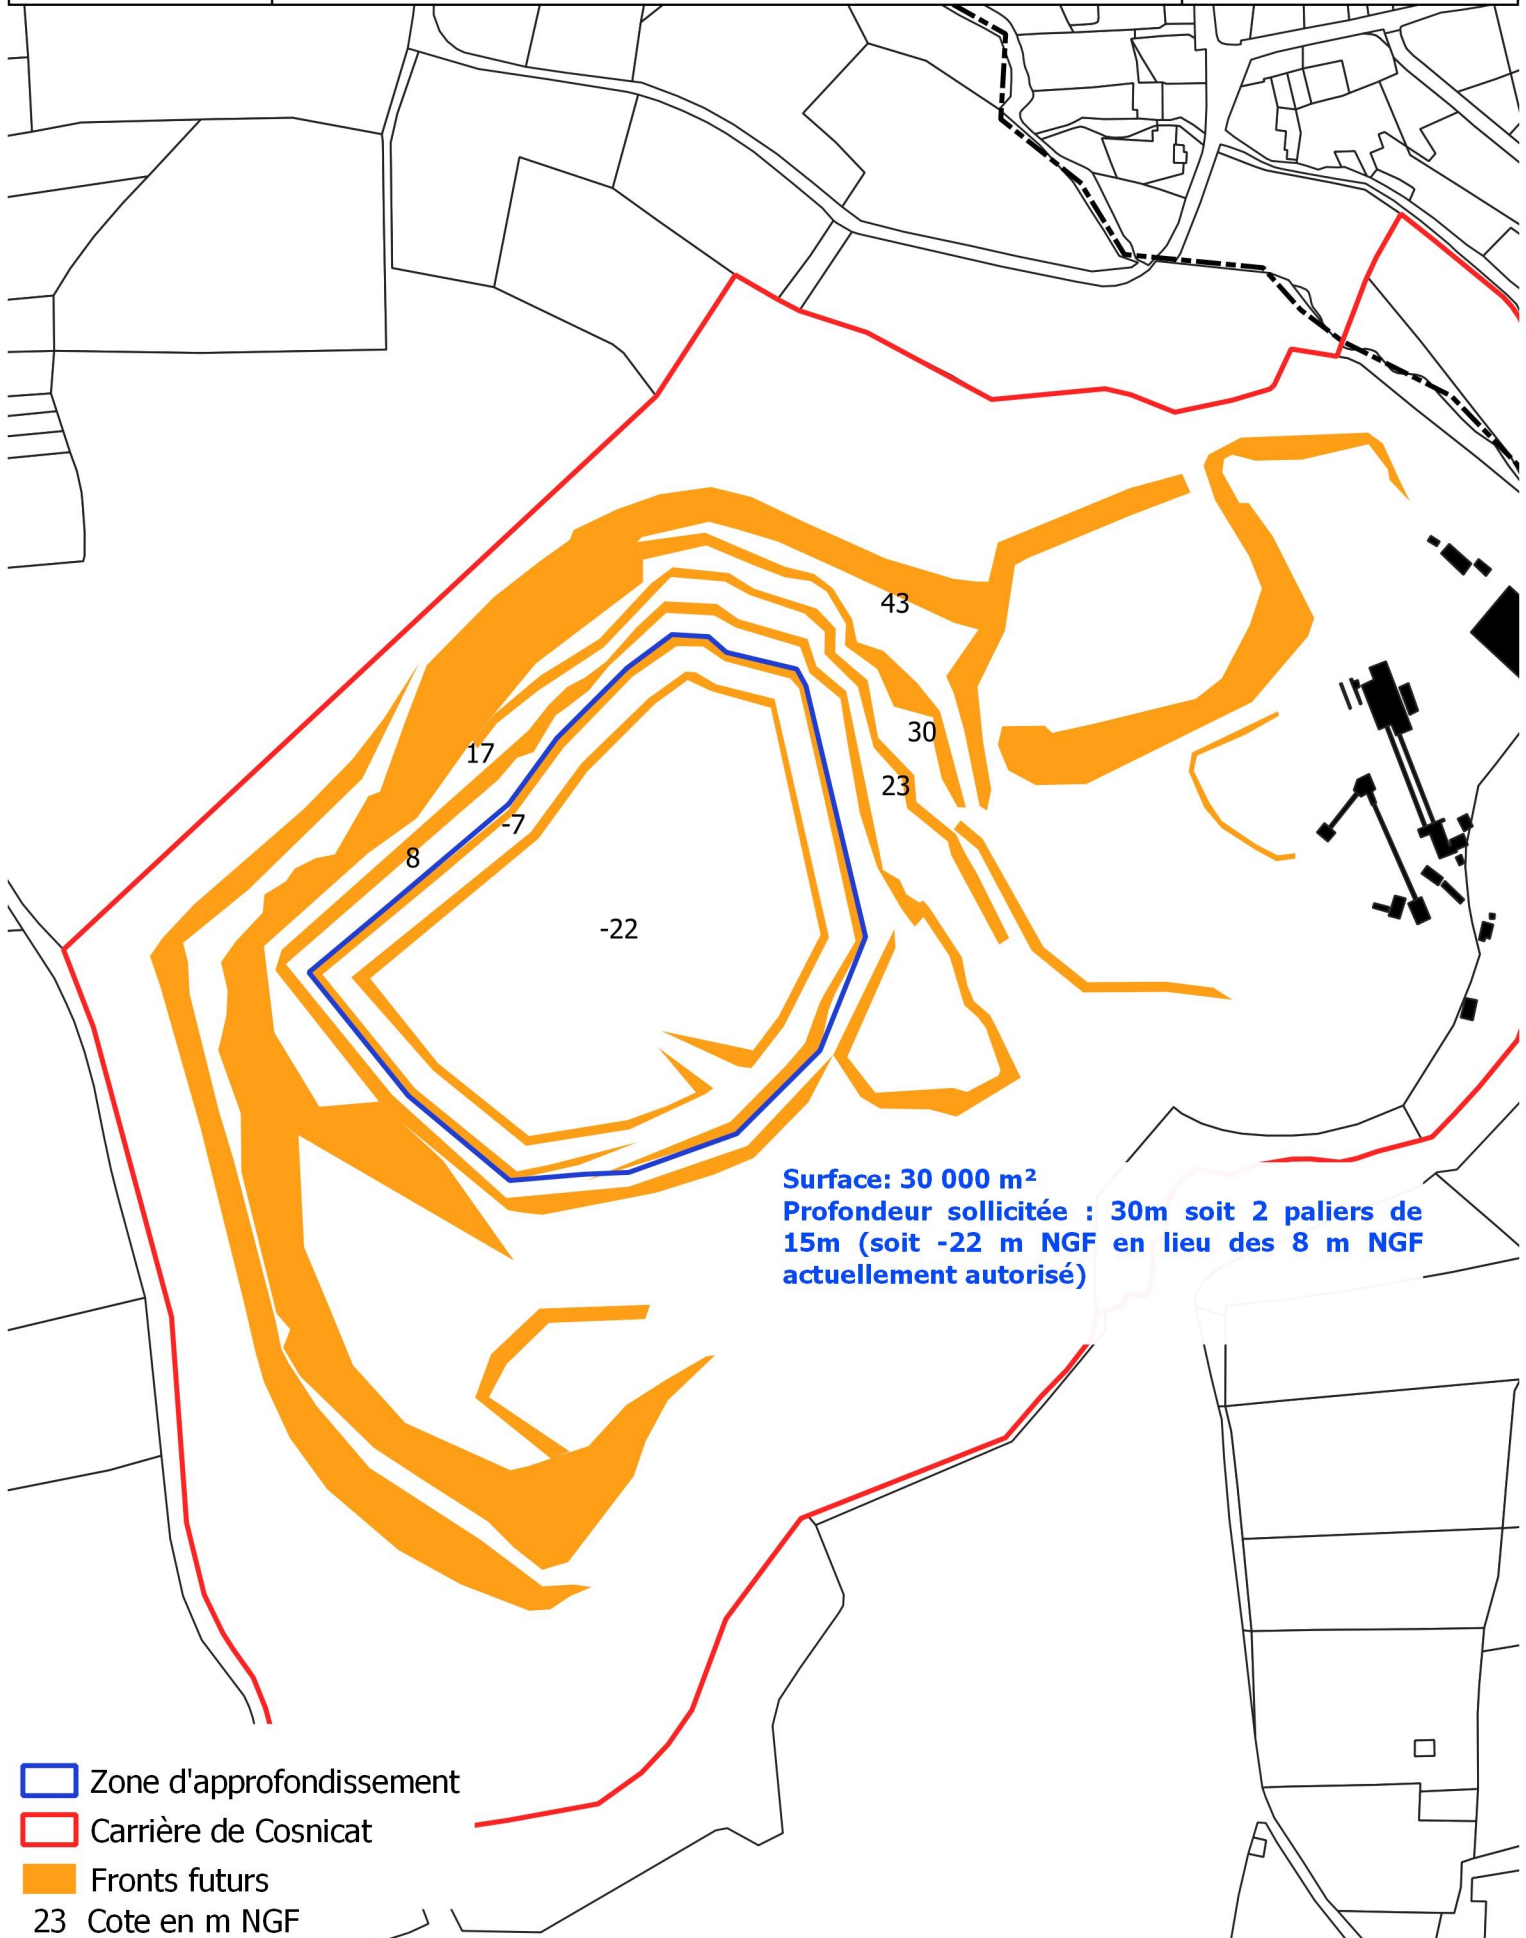 43
30
17
23
-7
8
-22
Surface: 30 000 m²
Profondeur sollicitée : 30m soit 2 paliers de
15m (soit -22 m NGF en lieu des 8 m NGF
actuellement autorisé)
Zone d'approfondissement
Carrière de Cosnicat
Fronts futurs
23 Cote en m NGF